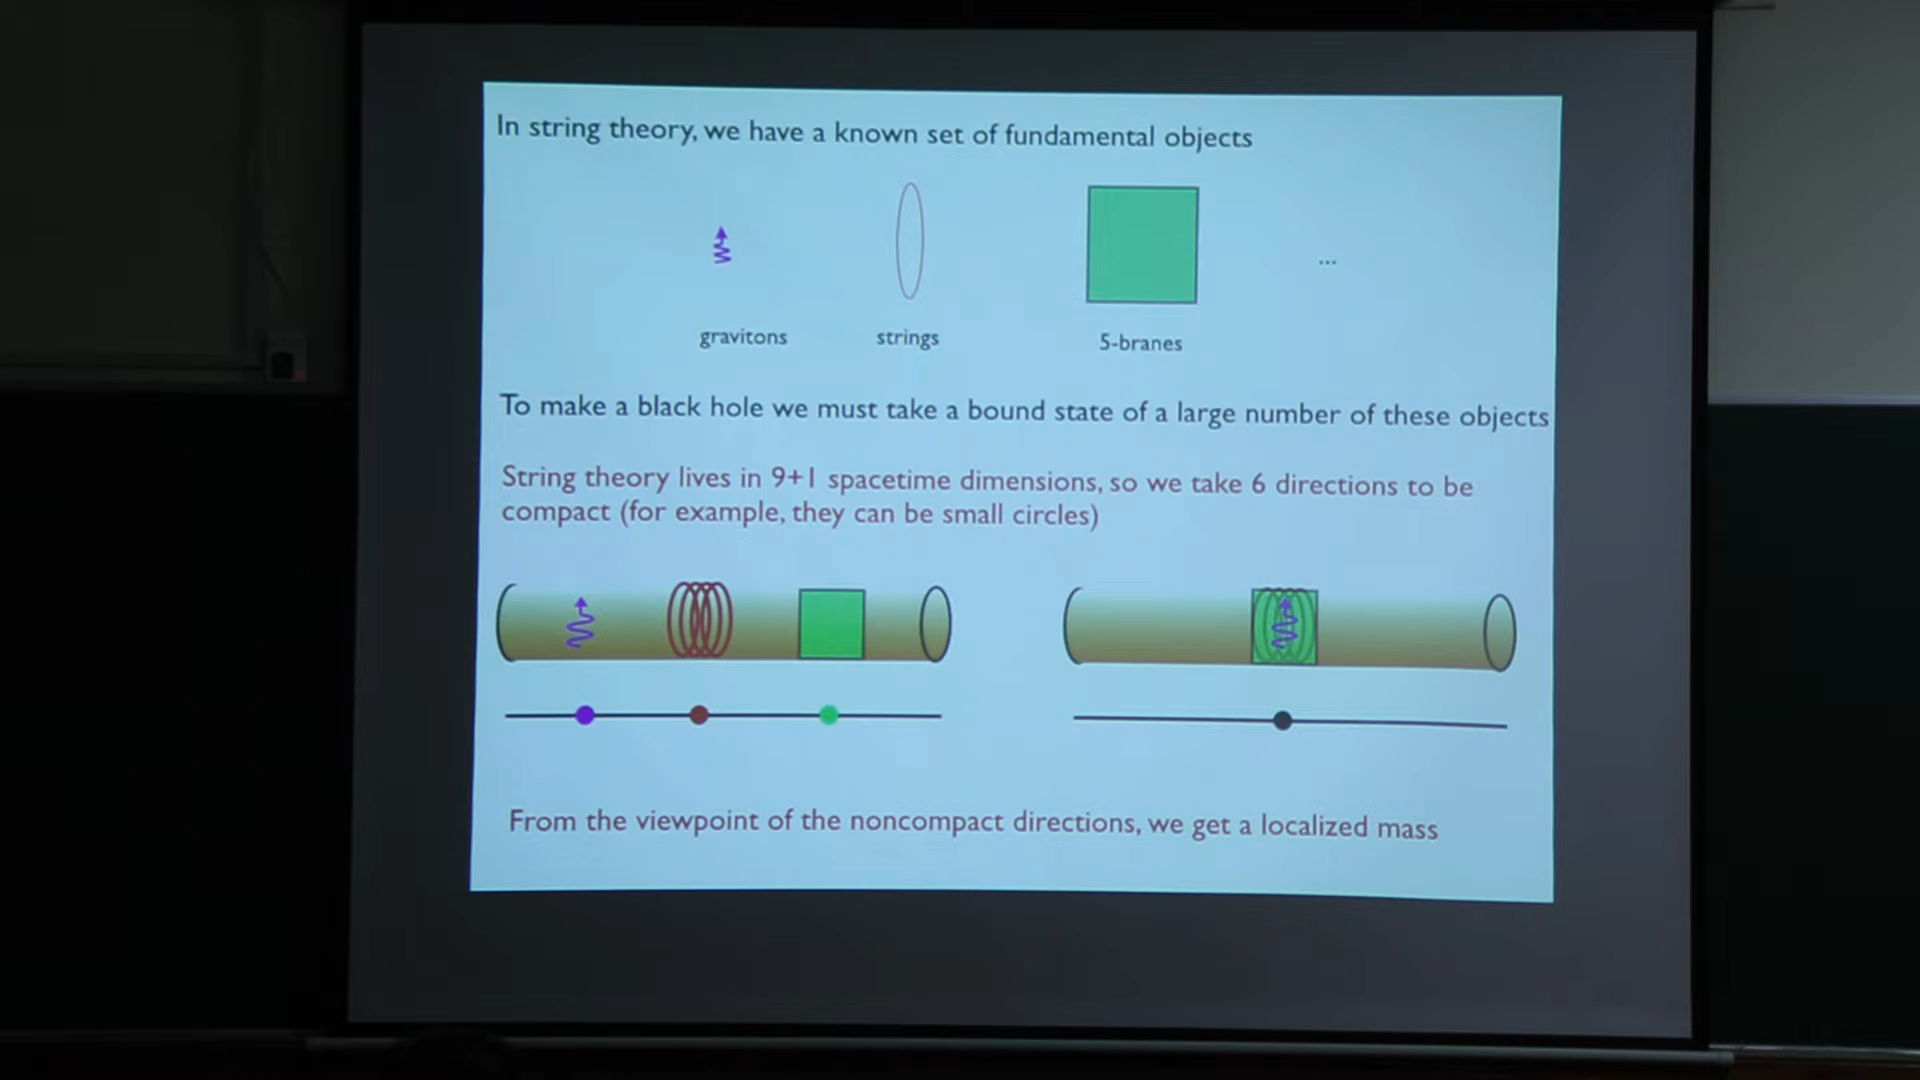 In string theory, we have a known set of fundamental objects
...
gravitons
strings
5-branes
To make a black hole we must take a bound state of a large number of these objects
String theory lives in 9+1 spacetime dimensions, so we take 6 directions to be
compact (for example, they can be small circles)
From the viewpoint of the noncompact directions, we get a localized mass